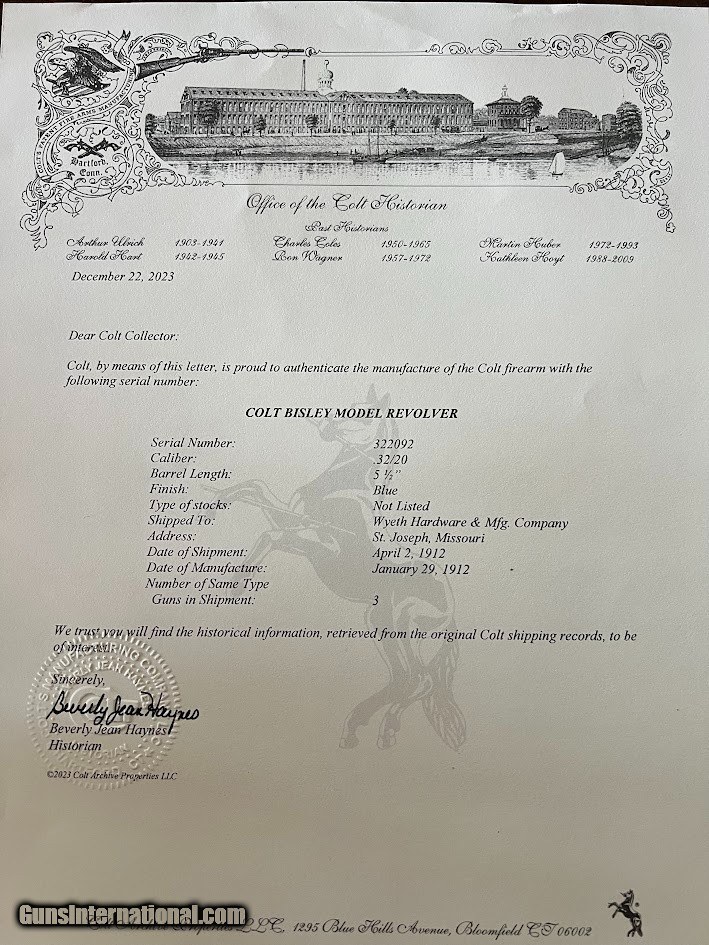 COLT'S PATENT FIRE ARMS MANUFACTURING
Hartford,
Conn.
Office of the Colt Historian
Past Historians
Arthur Ulrich 1903-1941 Charles Coles 1950-1965 Martin Huber 1972-1993
Harold Hart 1942-1945 Ron Wagner 1957-1972 Kathleen Hoyt 1988-2009
December 22, 2023
Dear Colt Collector:
Colt, by means of this letter, is proud to authenticate the manufacture of the Colt firearm with the
following serial number:
COLT BISLEY MODEL REVOLVER
Serial Number: 322092
Caliber: .32/20
Barrel Length: 5 ½"
Finish: Blue
Type of stocks: Not Listed
Shipped To: Wyeth Hardware & Mfg. Company
Address: St. Joseph, Missouri
Date of Shipment: April 2, 1912
Date of Manufacture: January 29, 1912
Number of Same Type
Guns in Shipment: 3
We trust you will find the historical information, retrieved from the original Colt shipping records, to be
of interest.
Sincerely,
Beverly Jean Haynes
Beverly Jean Haynes
Historian
©2023 Colt Archive Properties LLC
GunsInternational.com
LLC, 1295 Blue Hills Avenue, Bloomfield CT 06002